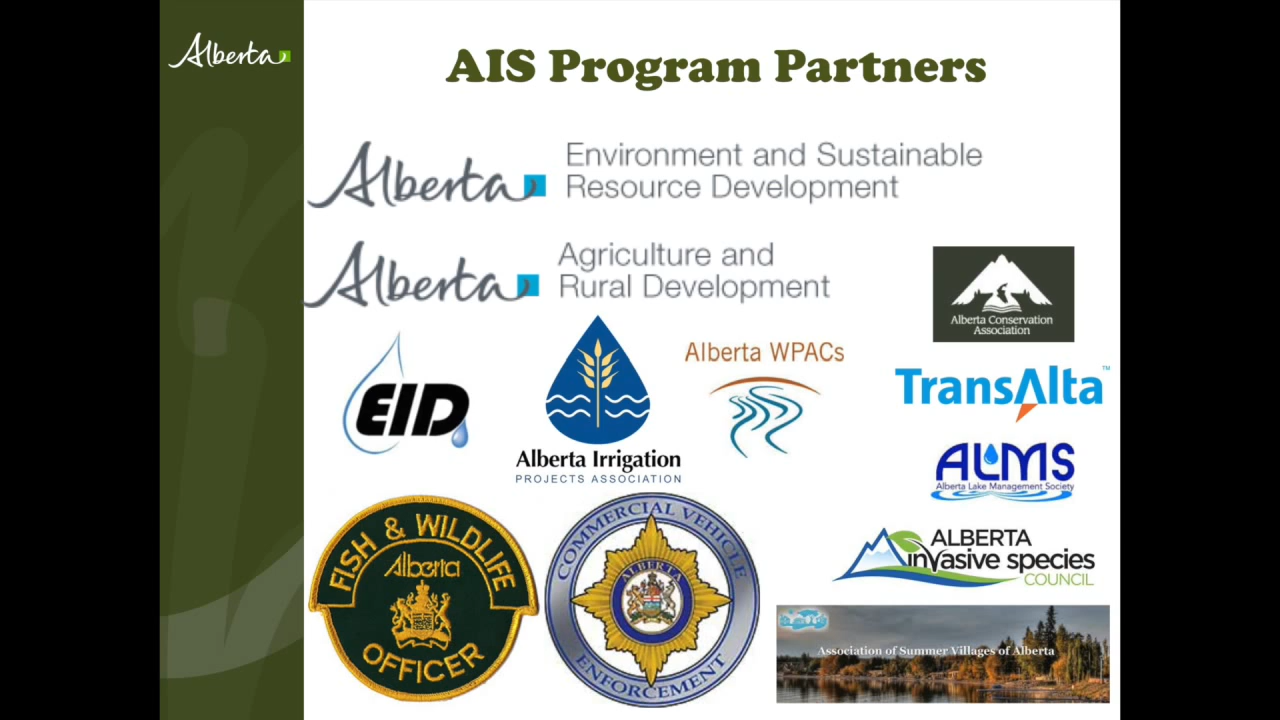 Alberta
AIS Program Partners
Alberta
Environment and Sustainable
Resource Development
Alberta
Agriculture and
Rural Development
Alberta Conservation
Association
EID
Alberta Irrigation
PROJECTS ASSOCIATION
Alberta WPACs
TransAlta™
ALMS
Alberta Lake Management Society
FISH & WILDLIFE
Alberta
OFFICER
COMMERCIAL VEHICLE
ALBERTA
ENFORCEMENT
ALBERTA
invasive species
COUNCIL
Association of Summer Villages of Alberta